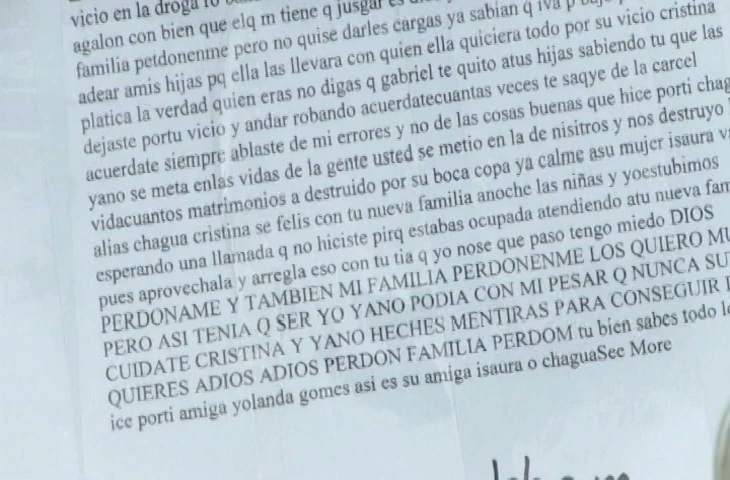 vicio en la droga
agalon con bien que elq m tiene q jusgar es
familia petdonenme pero no quise darles cargas ya sabian q iva p
adear amis hijas pq ella las llevara con quien ella quiciera todo por su vicio cristina
platica la verdad quien eras no digas q gabriel te quito atus hijas sabiendo tu que las
dejaste portu vicio y andar robando acuerdatecuantas veces te saqye de la carcel
acuerdate siempre ablaste de mi errores y no de las cosas buenas que hice porti chag
yano se meta enlas vidas de la gente usted se metio en la de nisitros y nos destruyo
vidacuantos matrimonios a destruido por su boca copa ya calme asu mujer isaura v
alias chagua cristina se felis con tu nueva familia anoche las niñas y yoestubimos
esperando una llamada q no hiciste pirq estabas ocupada atendiendo atu nueva fam
pues aprovechala y arregla eso con tu tia q yo nose que paso tengo miedo DIOS
PERDONAME Y TAMBIEN MI FAMILIA PERDONENME LOS QUIERO MU
PERO ASI TENIA Q SER YO YANO PODIA CON MI PESAR Q NUNCA SU
CUIDATE CRISTINA Y YANO HECHES MENTIRAS PARA CONSEGUIR
QUIERES ADIOS ADIOS PERDON FAMILIA PERDOM tu bien sabes todo lo
ice porti amiga yolanda gomes asi es su amiga isaura o chaguaSee More